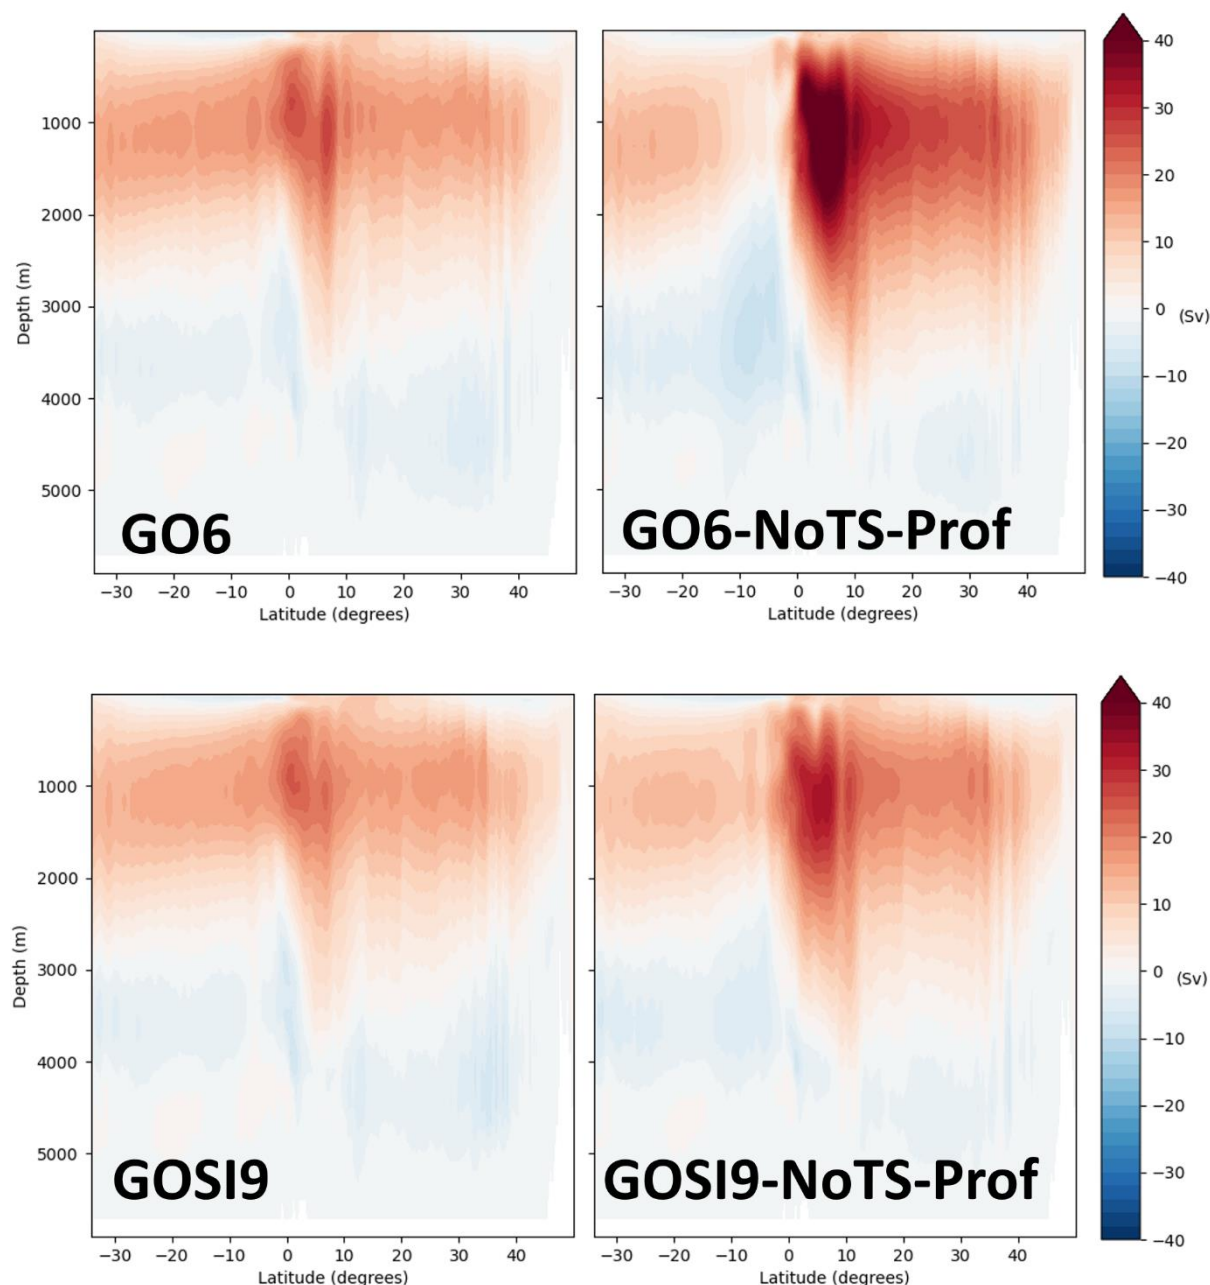 40
30
20
10
0
(Sv)
−10
−20
−30
−40
Depth (m)
1000
2000
3000
4000
5000
GO6
GO6-NoTS-Prof
−30 −20 −10 0 10 20 30 40
−30 −20 −10 0 10 20 30 40
Latitude (degrees)
Latitude (degrees)
40
30
20
10
0
(Sv)
−10
−20
−30
−40
Depth (m)
1000
2000
3000
4000
5000
GOSI9
GOSI9-NoTS-Prof
−30 −20 −10 0 10 20 30 40
−30 −20 −10 0 10 20 30 40
Latitude (degrees)
Latitude (degrees)